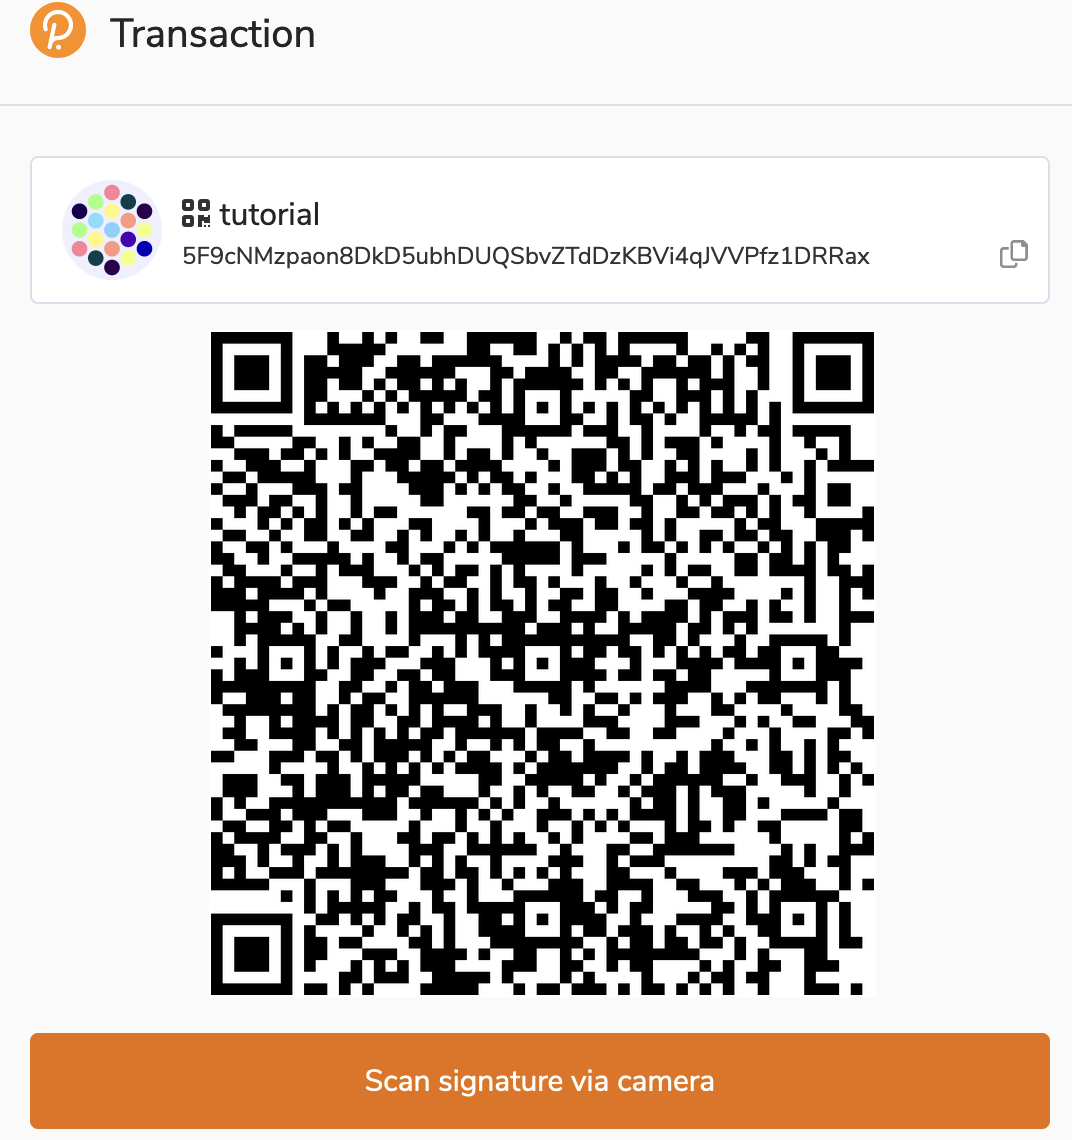 Transaction
tutorial
5F9cNMzpaon8DkD5ubhDUQSbvZTdDzKBVi4qJVVPfz1DRRax
Scan signature via camera